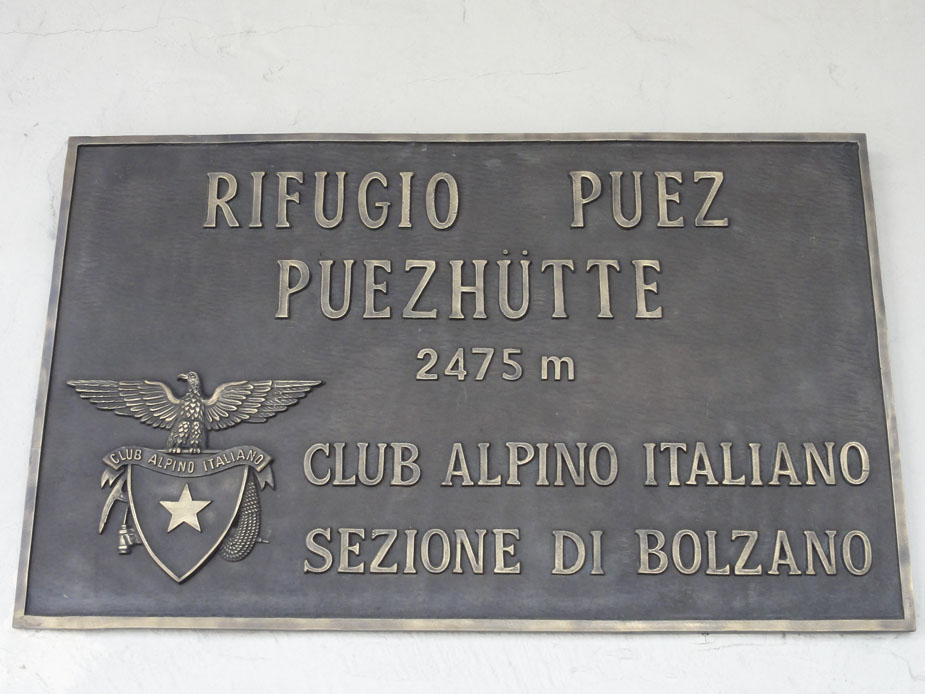 RIFUGIO PUEZ
PUEZHÜTTE
2475 m
CLUB ALPINO ITALIANO
CLUB ALPINO ITALIANO
SEZIONE DI BOLZANO